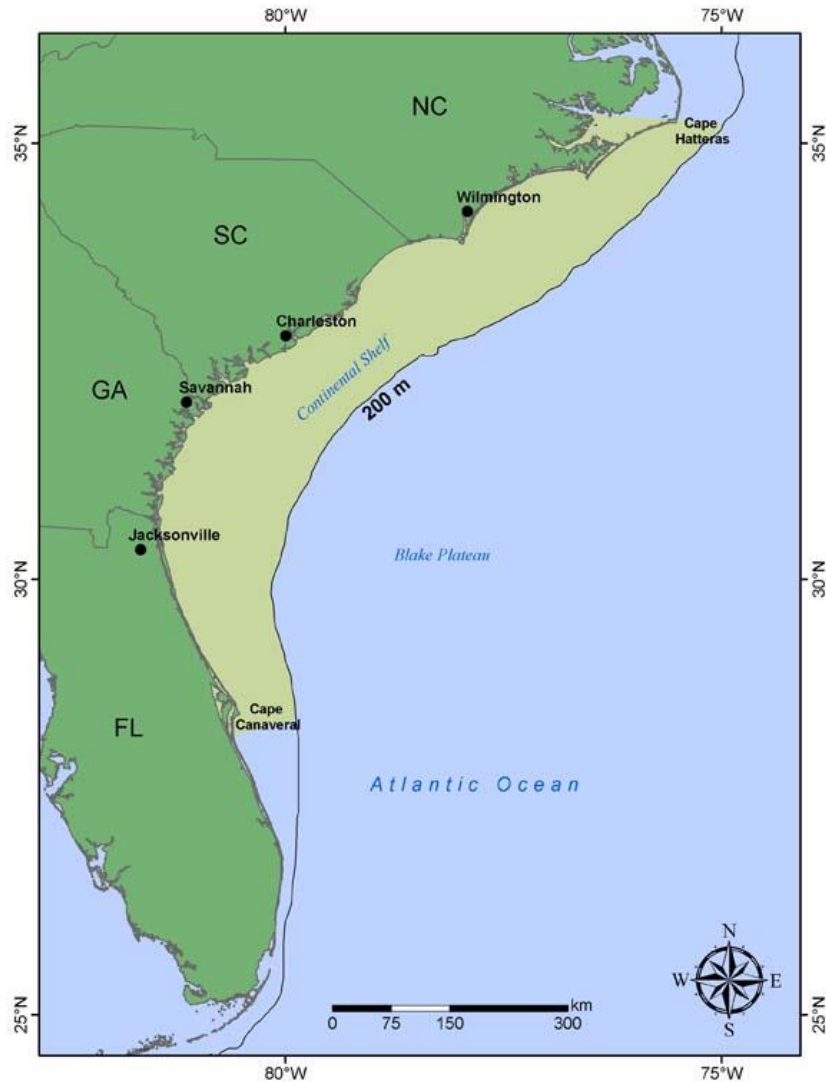 80°W
75°W
NC
35°N
Cape
Hatteras
35°N
Wilmington
SC
Charleston
Continental Shelf
GA
Savannah
200 m
Jacksonville
Blake Plateau
30°N
30°N
Cape
Canaveral
FL
Atlantic Ocean
N
W
E
S
km
0
75
150
300
25°N
25°N
80°W
75°W